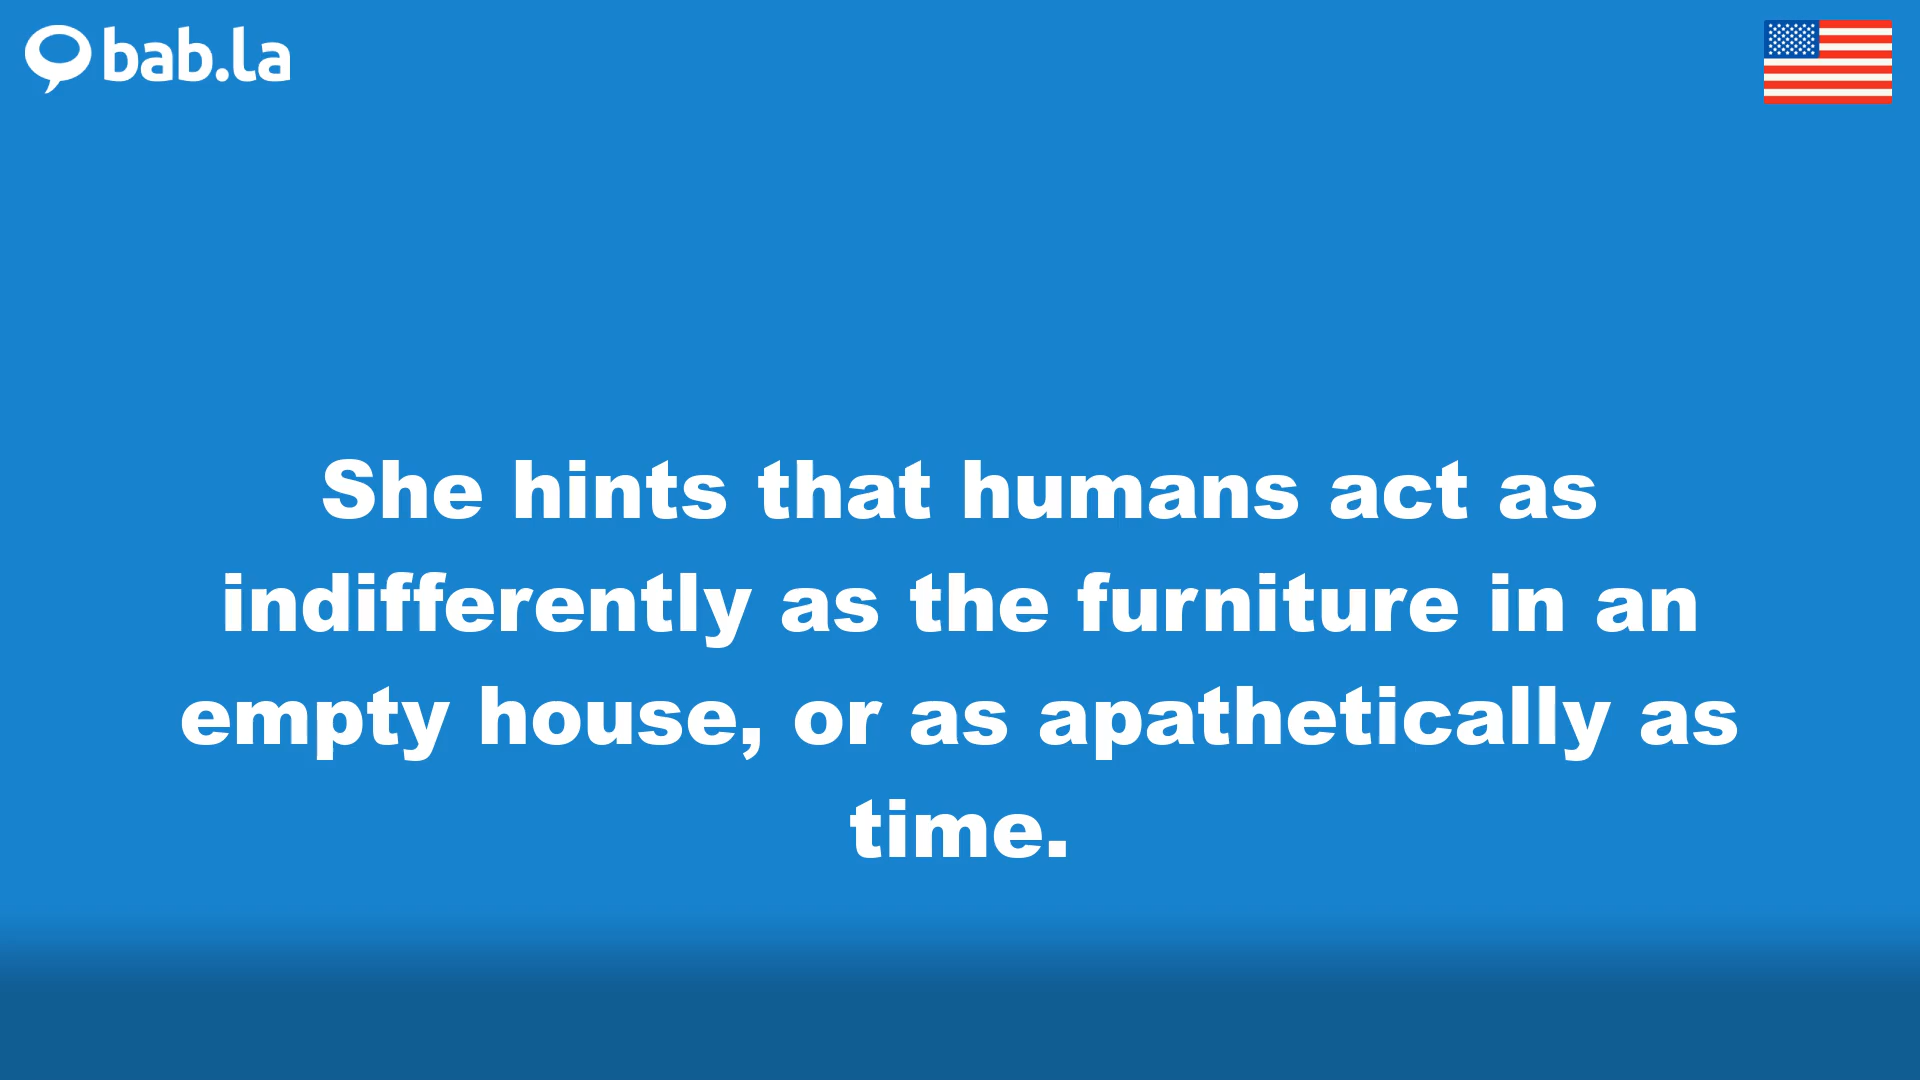 bab.la
She hints that humans act as
indifferently as the furniture in an
empty house, or as apathetically as
time.